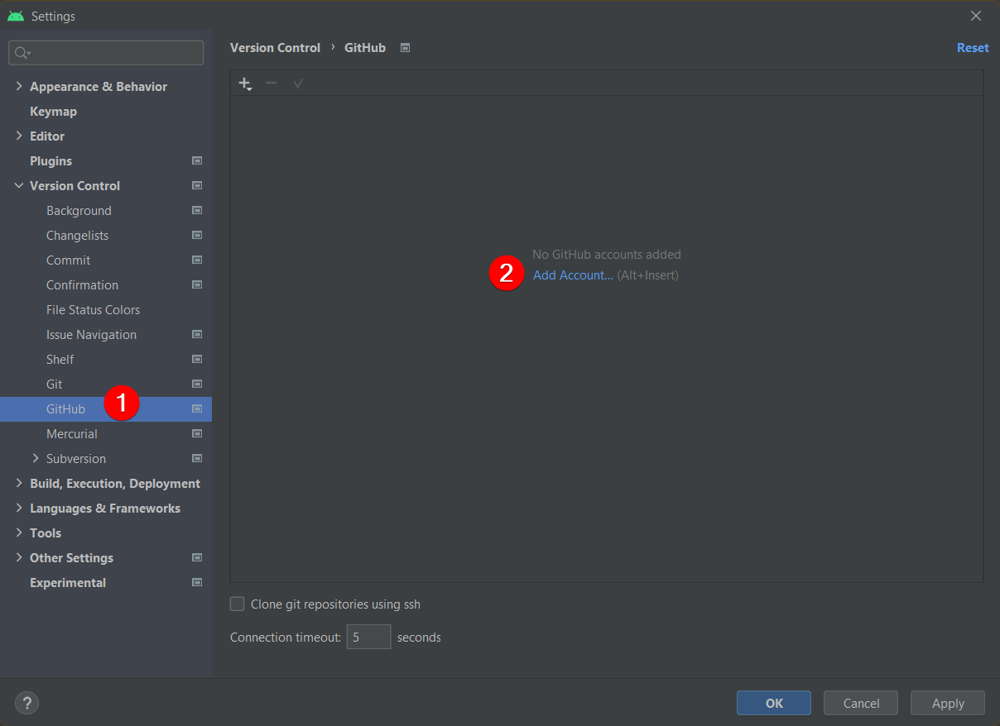 Settings
Version Control › GitHub
Reset
Appearance & Behavior
Keymap
Editor
Plugins
Version Control
Background
Changelists
Commit
Confirmation
File Status Colors
Issue Navigation
Shelf
Git
GitHub
1
Mercurial
Subversion
Build, Execution, Deployment
Languages & Frameworks
Tools
Other Settings
Experimental
No GitHub accounts added
2
Add Account... (Alt+Insert)
Clone git repositories using ssh
Connection timeout: 5 seconds
?
OK
Cancel
Apply